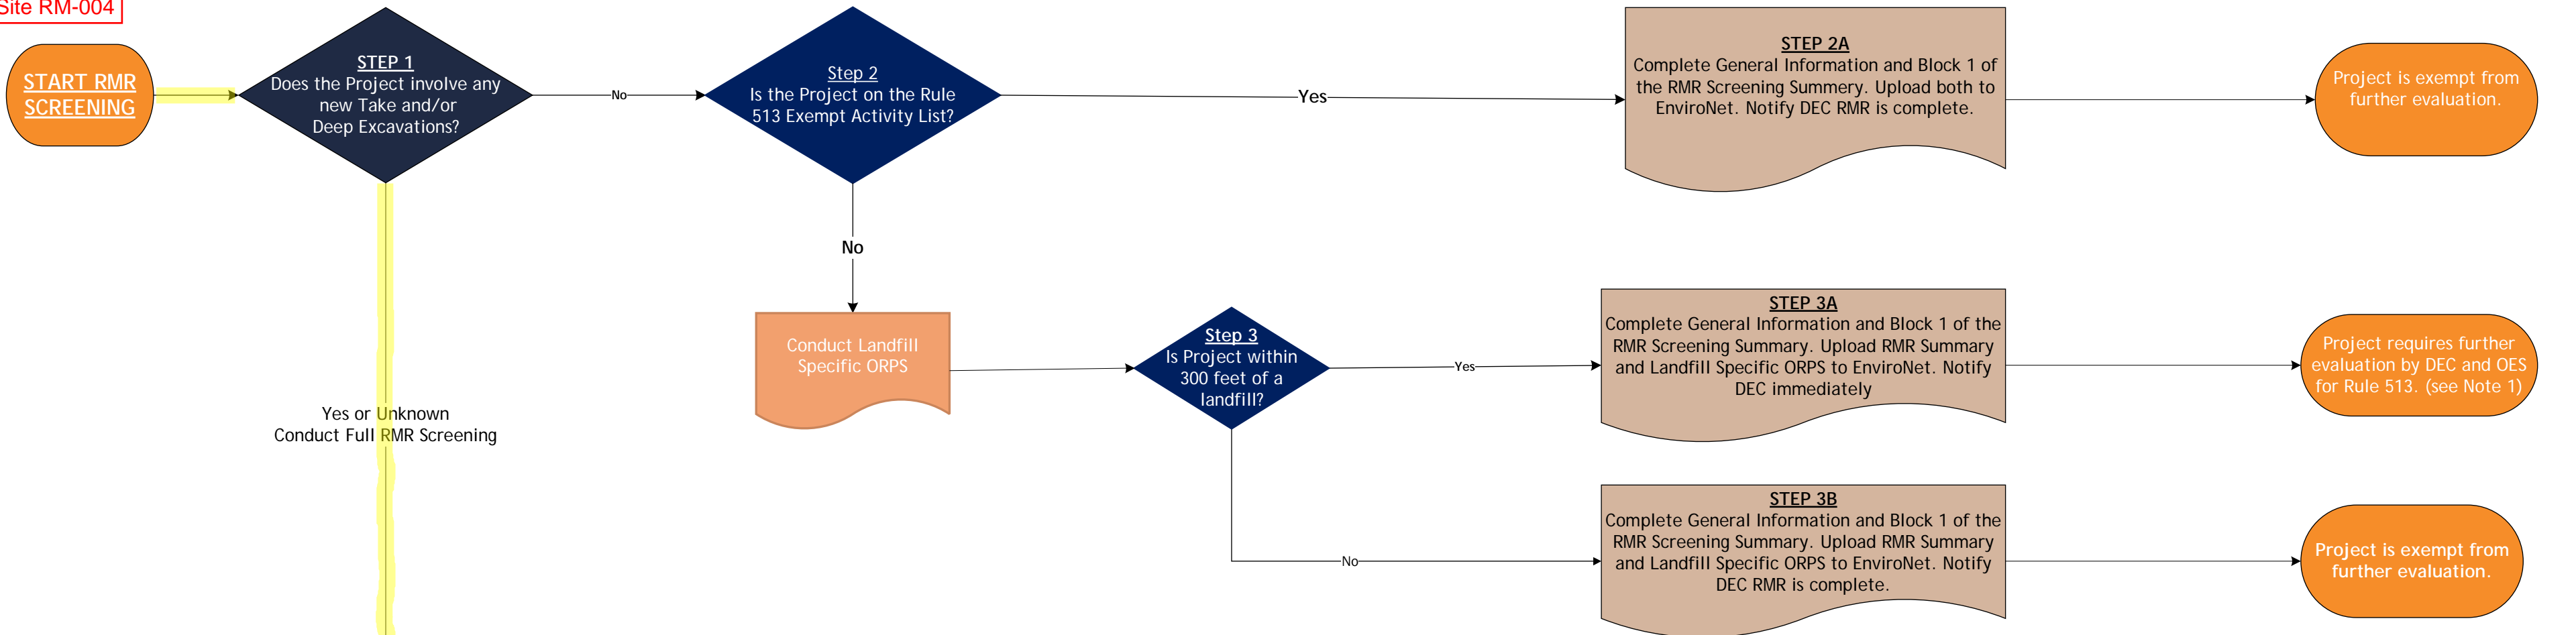 Site RM-004
START RMR
SCREENING
STEP 1
Does the Project involve any
new Take and/or
Deep Excavations?
No
Step 2
Is the Project on the Rule
513 Exempt Activity List?
Yes
STEP 2A
Complete General Information and Block 1 of
the RMR Screening Summery. Upload both to
EnviroNet. Notify DEC RMR is complete.
Project is exempt from
further evaluation.
No
Conduct Landfill
Specific ORPS
Step 3
Is Project within
300 feet of a
landfill?
Yes
STEP 3A
Complete General Information and Block 1 of the
RMR Screening Summary. Upload RMR Summary
and Landfill Specific ORPS to EnviroNet. Notify
DEC immediately
Project requires further
evaluation by DEC and OES
for Rule 513. (see Note 1)
Yes or Unknown
Conduct Full RMR Screening
No
STEP 3B
Complete General Information and Block 1 of the
RMR Screening Summary. Upload RMR Summary
and Landfill Specific ORPS to EnviroNet. Notify
DEC RMR is complete.
Project is exempt from
further evaluation.